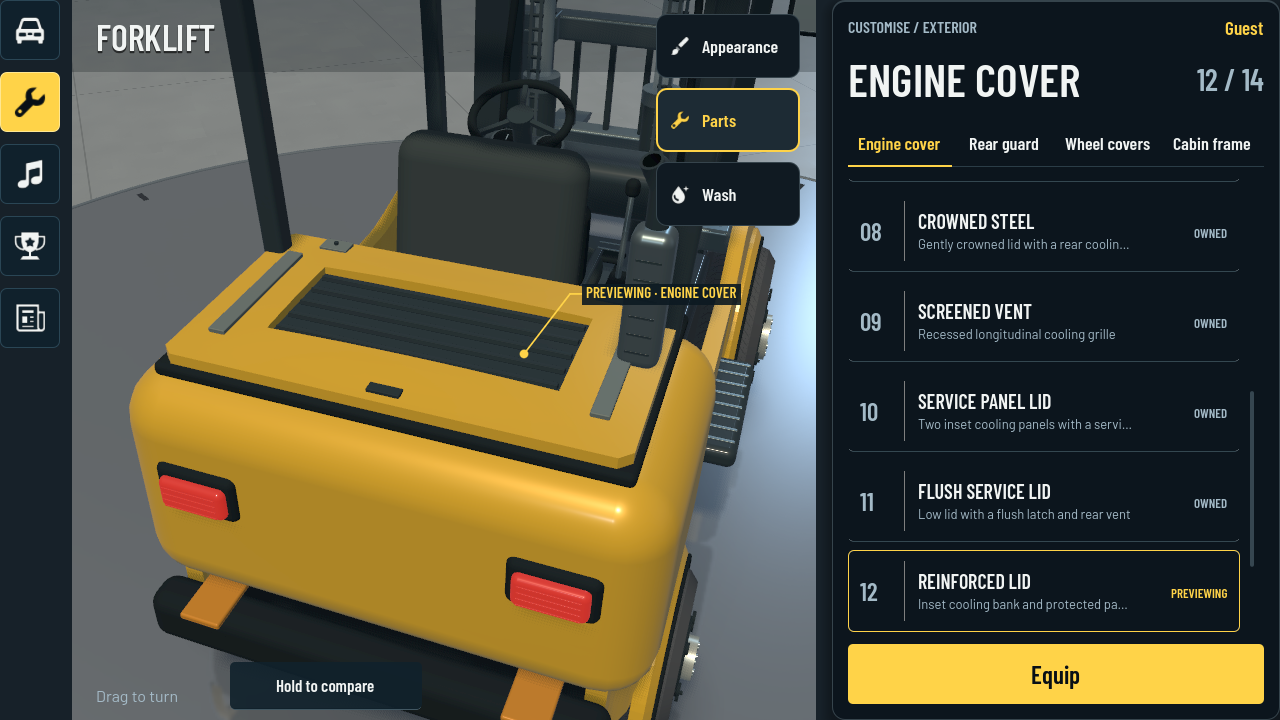 FORKLIFT
Appearance
Parts
Wash
PREVIEWING · ENGINE COVER
Drag to turn
Hold to compare
CUSTOMISE / EXTERIOR
Guest
ENGINE COVER
12 / 14
Engine cover
Rear guard
Wheel covers
Cabin frame
08
CROWNED STEEL
Gently crowned lid with a rear coolin...
OWNED
09
SCREENED VENT
Recessed longitudinal cooling grille
OWNED
10
SERVICE PANEL LID
Two inset cooling panels with a servi...
OWNED
11
FLUSH SERVICE LID
Low lid with a flush latch and rear vent
OWNED
12
REINFORCED LID
Inset cooling bank and protected pa...
PREVIEWING
Equip